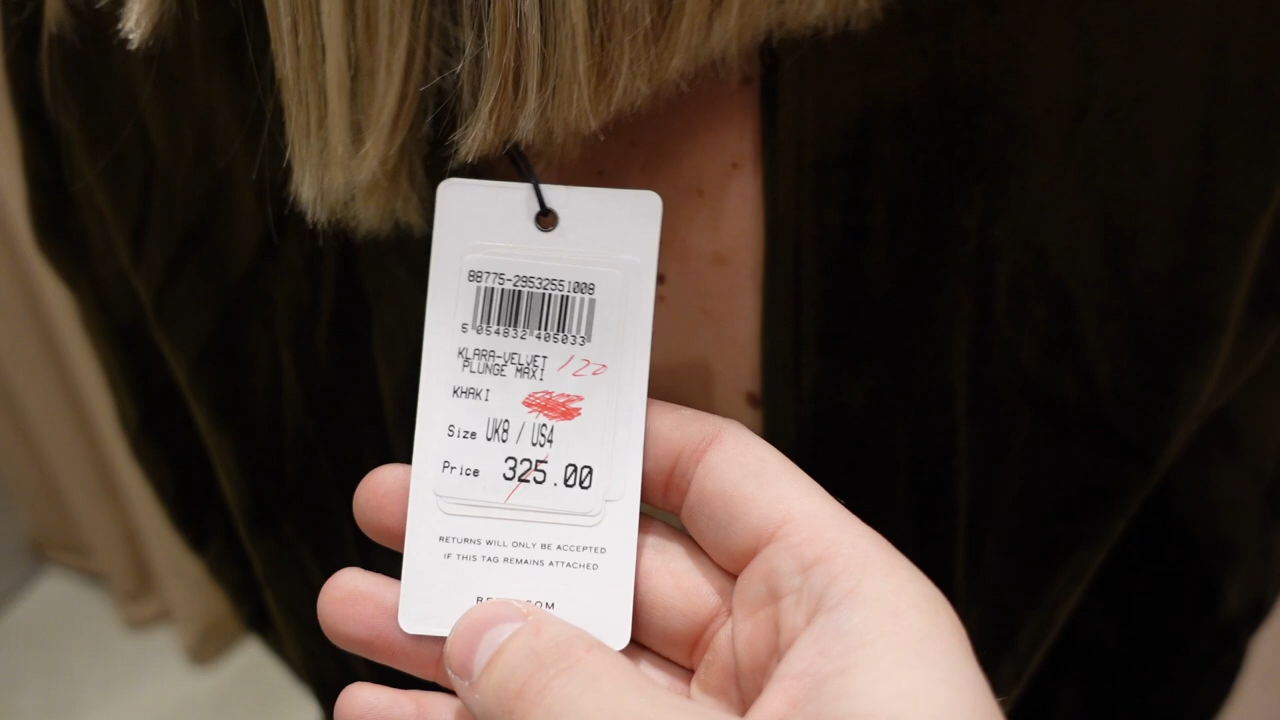 88775-29532551008
5 054832 405033
KLARA-VELVET 120
PLUNGE MAXI
KHAKI
Size UK8 / US4
Price 325.00
RETURNS WILL ONLY BE ACCEPTED
IF THIS TAG REMAINS ATTACHED